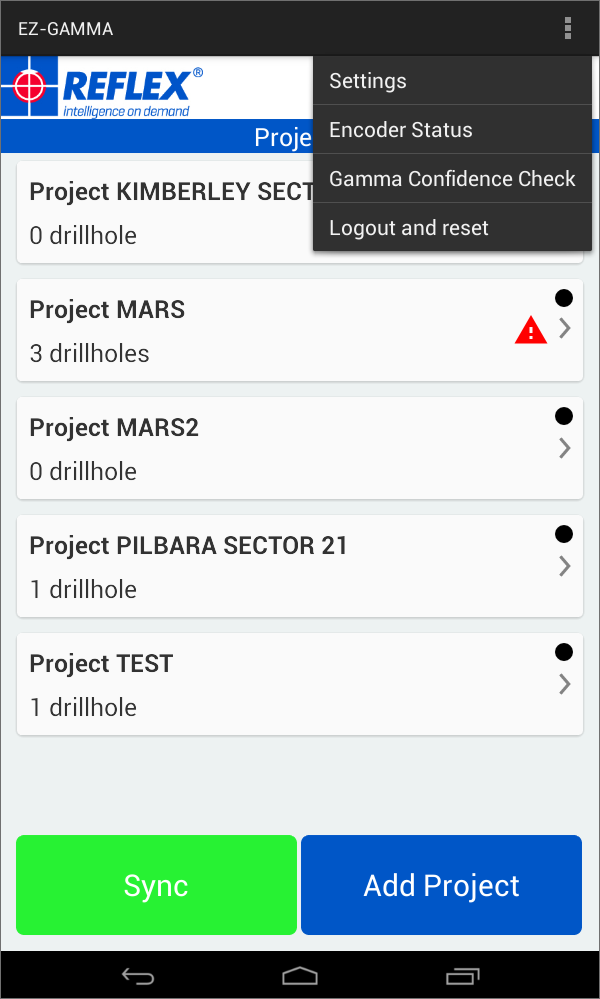 EZ-GAMMA
REFLEX®
intelligence on demand
Settings
Encoder Status
Gamma Confidence Check
Logout and reset
Project KIMBERLEY
0 drillhole
Project MARS
3 drillholes
Project MARS2
0 drillhole
Project PILBARA SECTOR 21
1 drillhole
Project TEST
1 drillhole
Sync
Add Project